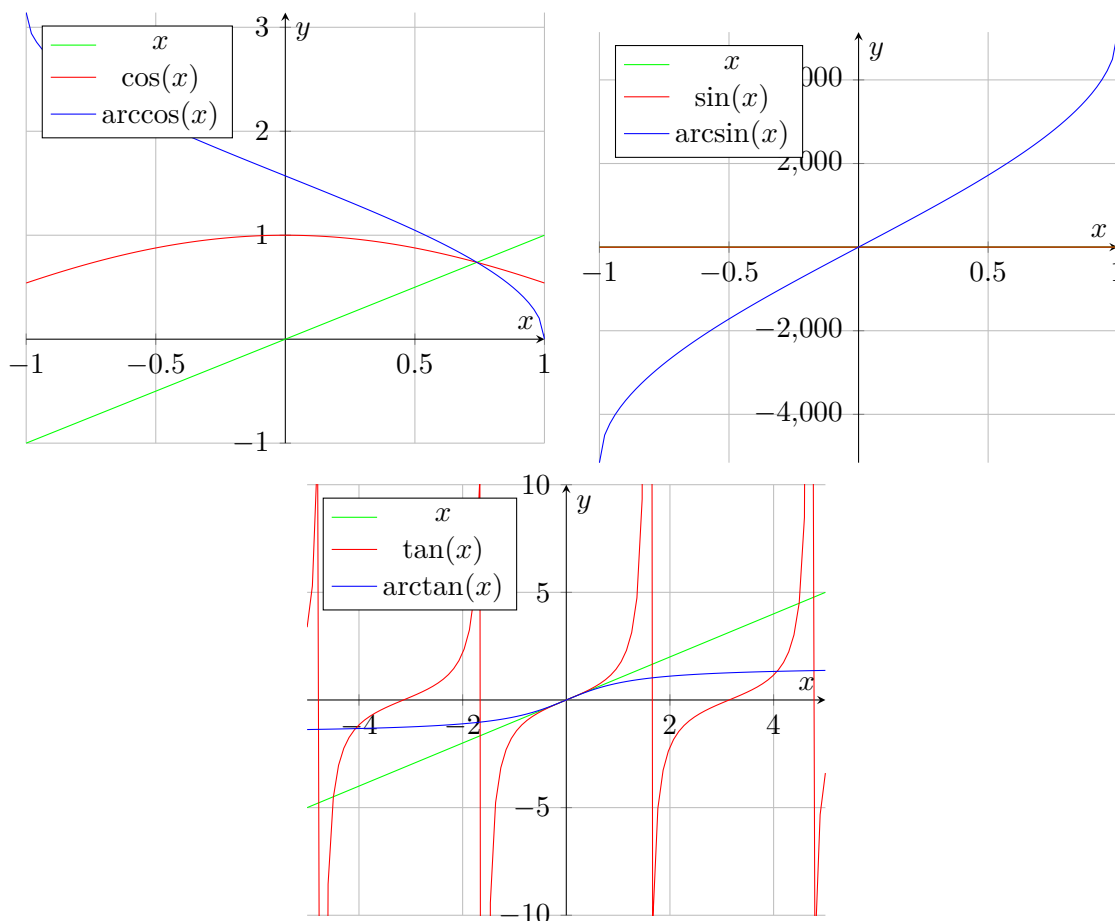 3
y
x
cos(x)
arccos(x)
2
1
x
−1 −0.5 0.5 1
−1
y
x
sin(x)
arcsin(x)
2,000
x
−1 −0.5 0.5
−2,000
−4,000
10
y
x
tan(x)
arctan(x)
5
x
−4 −2 2 4
−5
−10